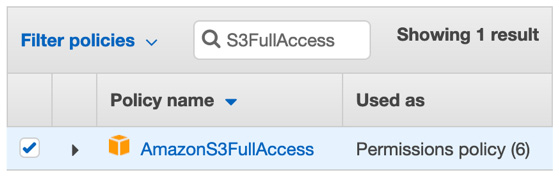 Filter policies
S3FullAccess
Showing 1 result
Policy name
Used as
AmazonS3FullAccess
Permissions policy (6)